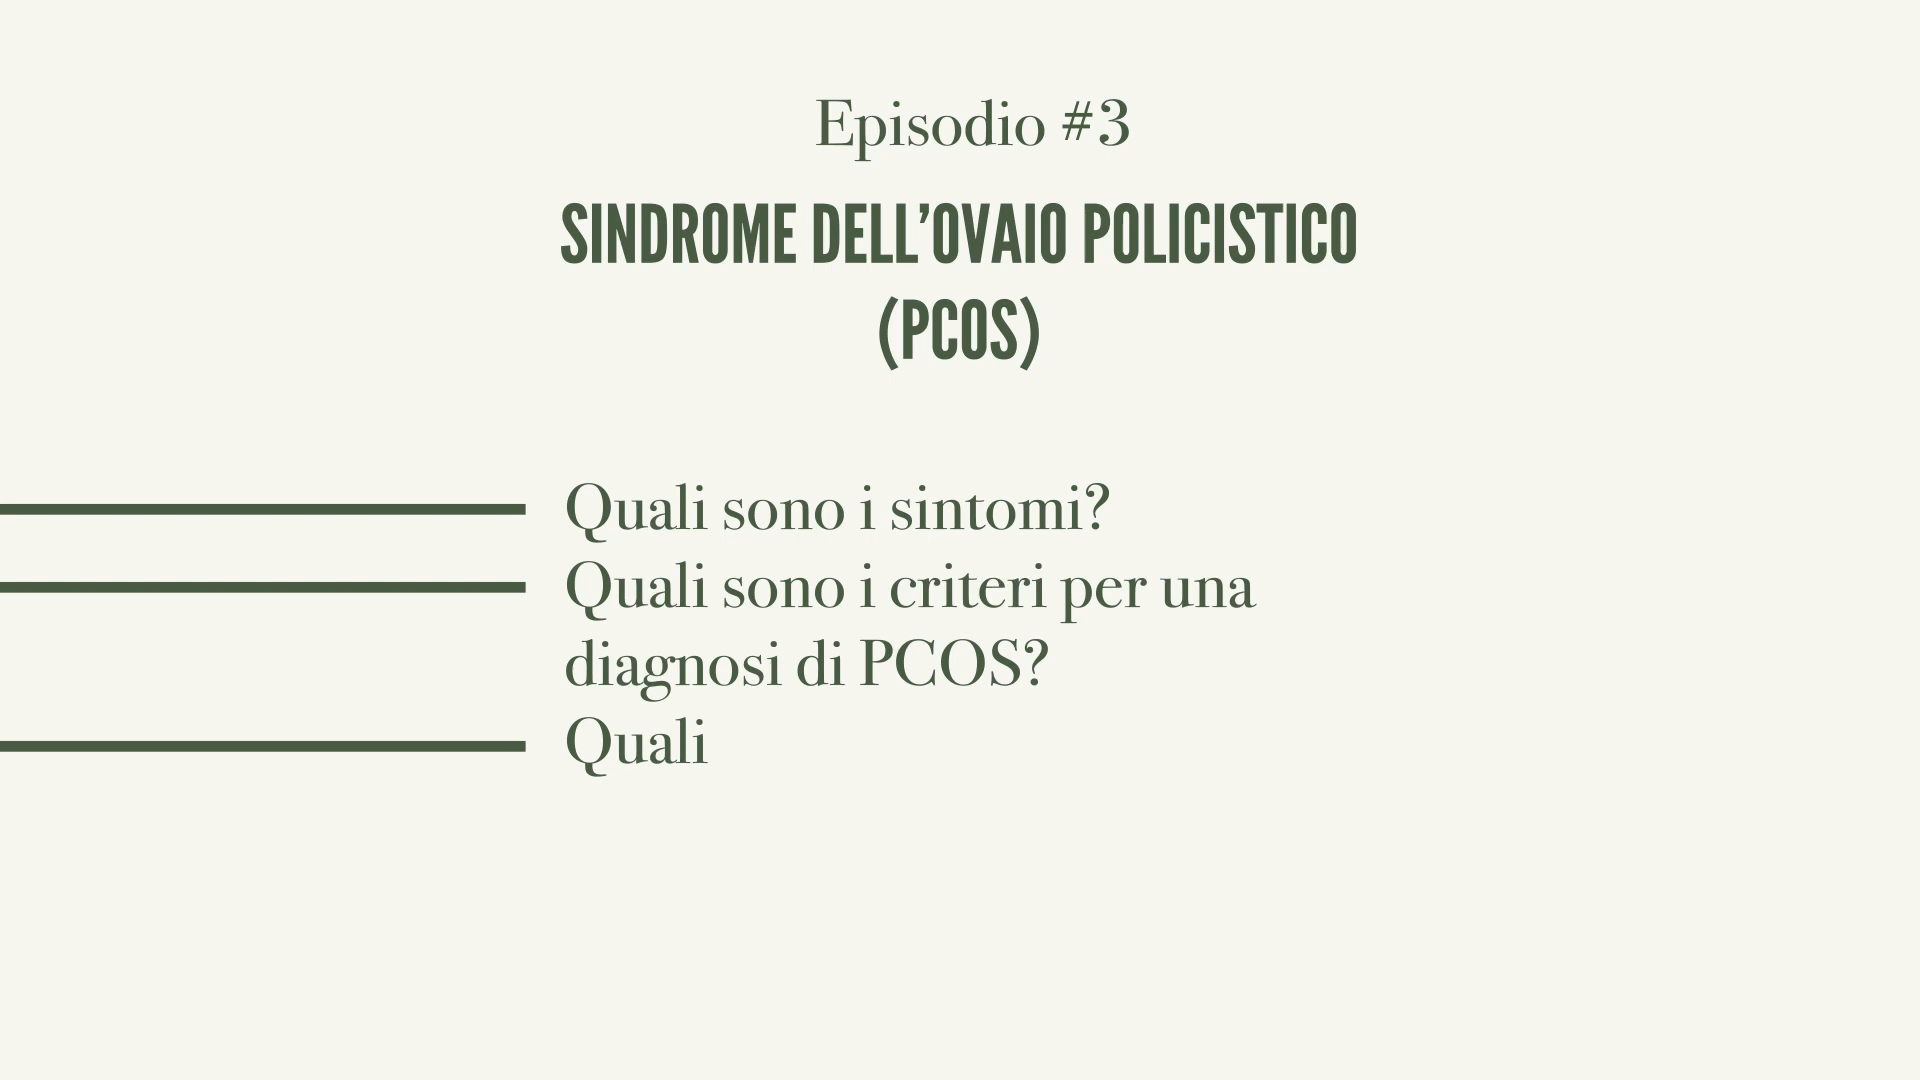 Episodio #3
SINDROME DELL’OVAIO POLICISTICO
(PCOS)
Quali sono i sintomi?
Quali sono i criteri per una
diagnosi di PCOS?
Quali